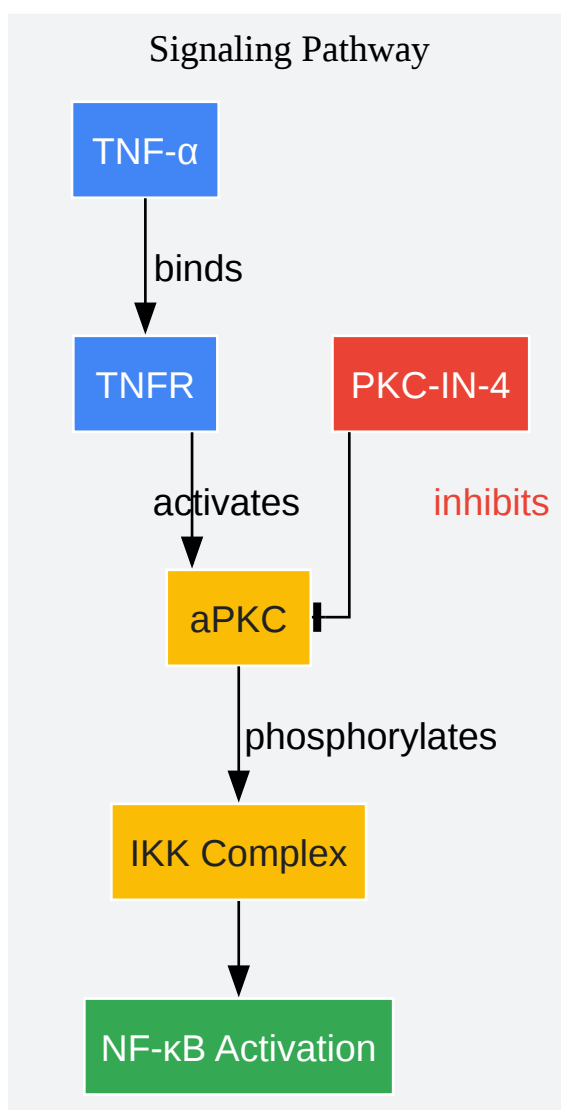 Signaling Pathway
TNF-α
binds
TNFR
PKC-IN-4
activates
inhibits
aPKC
phosphorylates
IKK Complex
NF-κB Activation